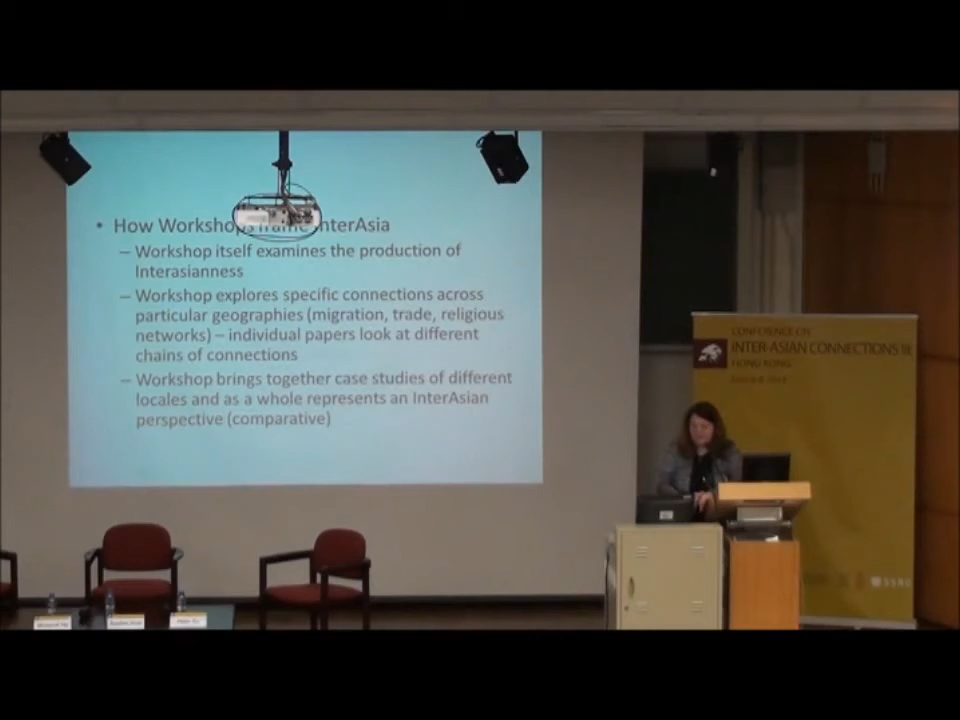 • How Workshops frame InterAsia
– Workshop itself examines the production of
Interasianness
– Workshop explores specific connections across
particular geographies (migration, trade, religious
networks) – individual papers look at different
chains of connections
– Workshop brings together case studies of different
locales and as a whole represents an InterAsian
perspective (comparative)
CONFERENCE ON
INTER-ASIAN CONNECTIONS III:
HONG KONG
SSRC